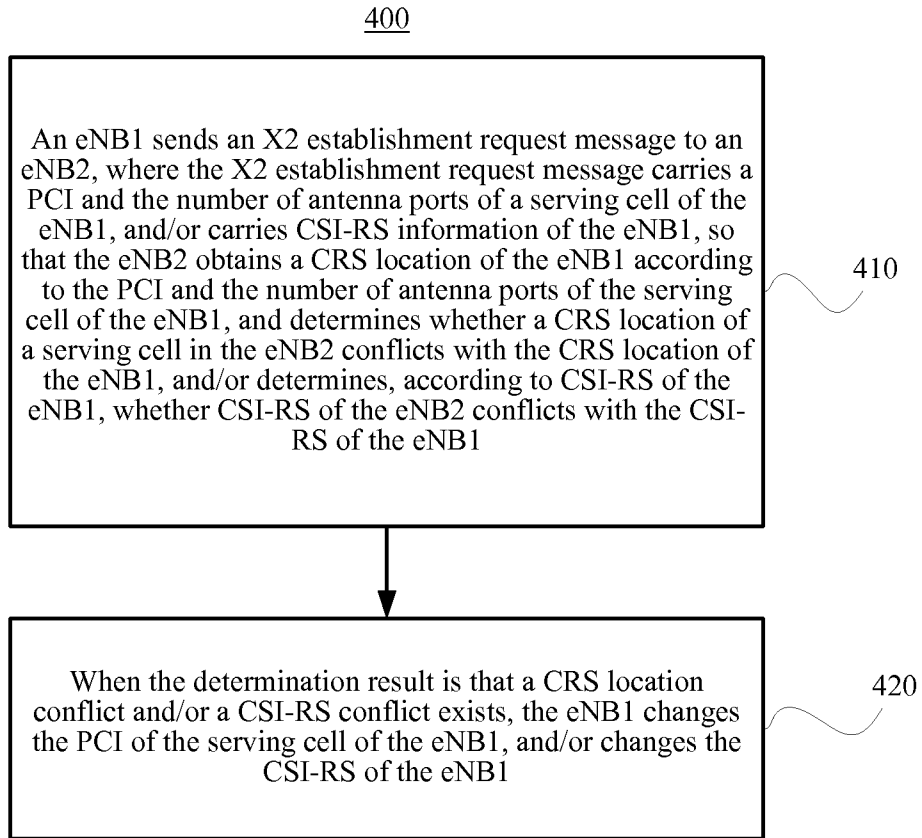 400
An eNB1 sends an X2 establishment request message to an
eNB2, where the X2 establishment request message carries a
PCI and the number of antenna ports of a serving cell of the
eNB1, and/or carries CSI-RS information of the eNB1, so
that the eNB2 obtains a CRS location of the eNB1 according
to the PCI and the number of antenna ports of the serving
cell of the eNB1, and determines whether a CRS location of
a serving cell in the eNB2 conflicts with the CRS location of
the eNB1, and/or determines, according to CSI-RS of the
eNB1, whether CSI-RS of the eNB2 conflicts with the CSI-
RS of the eNB1
410
When the determination result is that a CRS location
conflict and/or a CSI-RS conflict exists, the eNB1 changes
the PCI of the serving cell of the eNB1, and/or changes the
CSI-RS of the eNB1
420